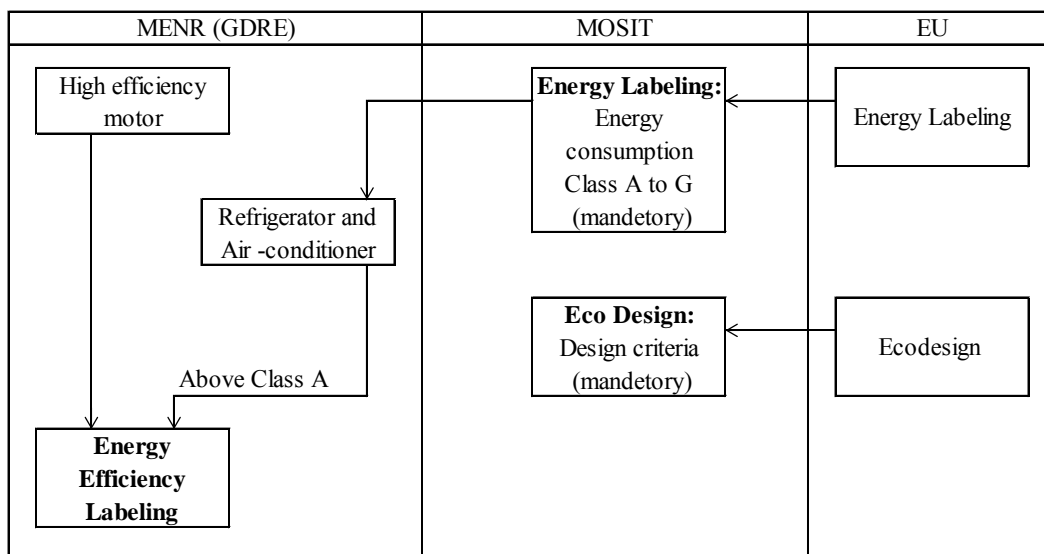 MENR (GDRE)
MOSIT
EU
High efficiency
motor
Energy Labeling:
Energy
consumption
Class A to G
(mandetory)
Energy Labeling
Refrigerator and
Air -conditioner
Eco Design:
Design criteria
(mandetory)
Ecodesign
Above Class A
Energy
Efficiency
Labeling